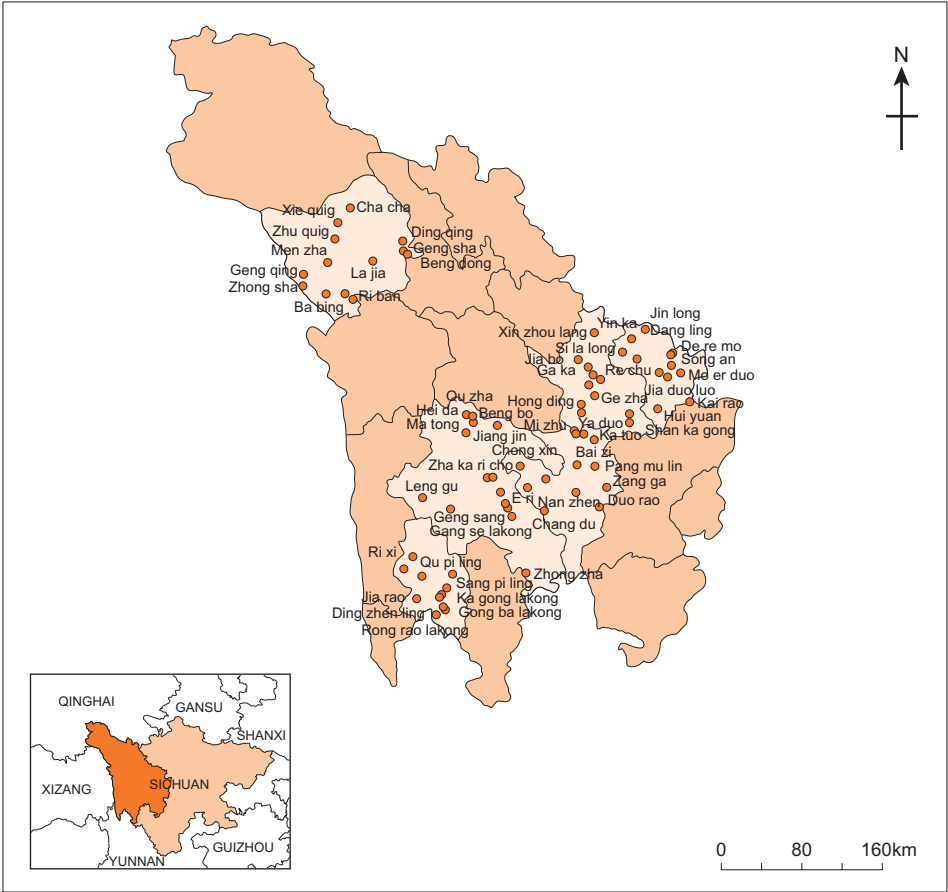 N
Xie quig
Cha cha
Zhu quig
Ding qing
Men zha
Geng sha
Beng dong
Geng qing
La jia
Zhong sha
Ba bing
Ri ban
Jin long
Xin zhou lang
Yin ka
Dang ling
Si la long
De re mo
Jia bo
Song an
Ga ka
Re chu
Mo er duo
Jia duo luo
Qu zha
Hong ding
Ge zha
Kai rao
Hei da
Beng bo
Hui yuan
Ma tong
Mi zhu
Ya duo
Shan ka gong
Jiang jin
Ka tuo
Chong xin
Bai zi
Zha ka ri cho
Pang mu lin
Leng gu
Zang ga
E ri
Nan zhen
Duo rao
Geng sang
Chang du
Gang se lakong
Ri xi
Qu pi ling
Zhong zha
Sang pi ling
Jia rao
Ka gong lakong
Ding zhen ling
Gong ba lakong
Rong rao lakong
QINGHAI
GANSU
SHANXI
XIZANG
SICHUAN
GUIZHOU
YUNNAN
0 80 160km